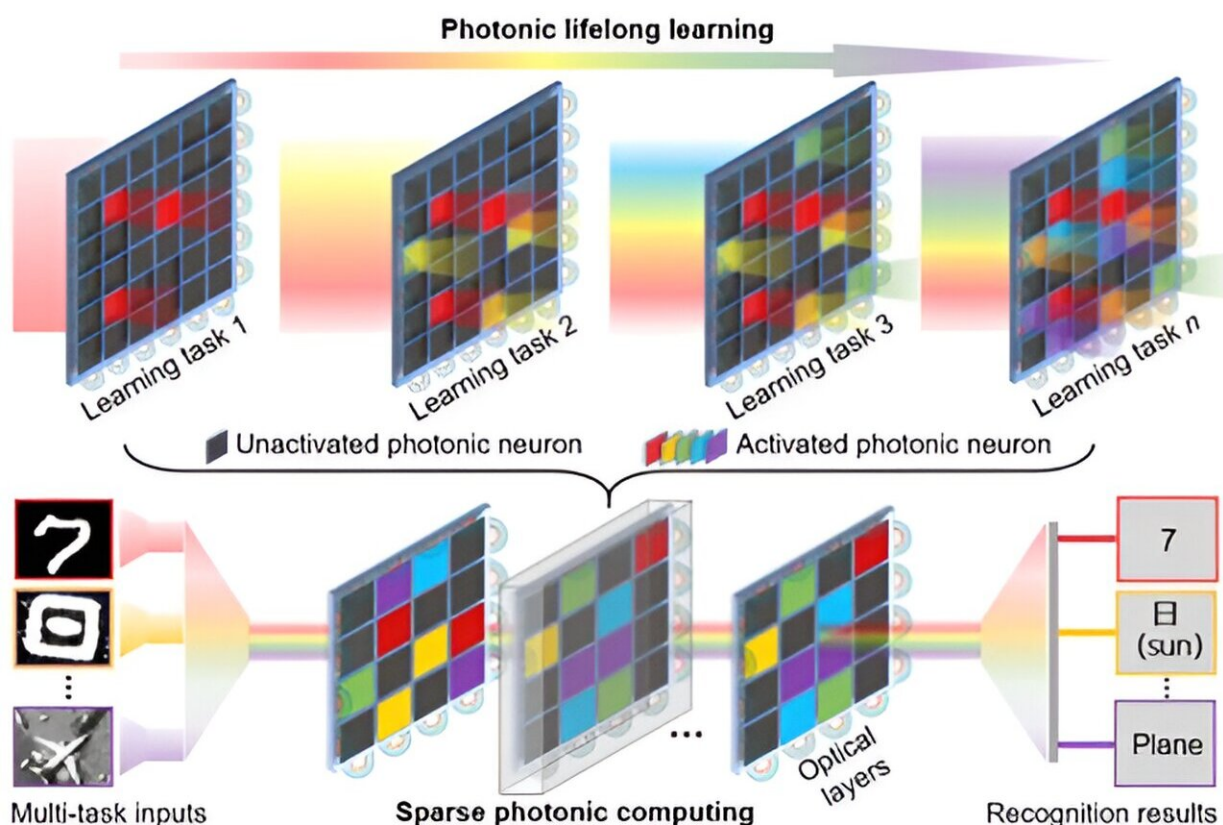 Photonic lifelong learning
Learning task 1
Learning task 2
Learning task 3
Learning task n
Unactivated photonic neuron
Activated photonic neuron
7
7
日
(sun)
Plane
...
Optical
layers
Multi-task inputs
Sparse photonic computing
Recognition results